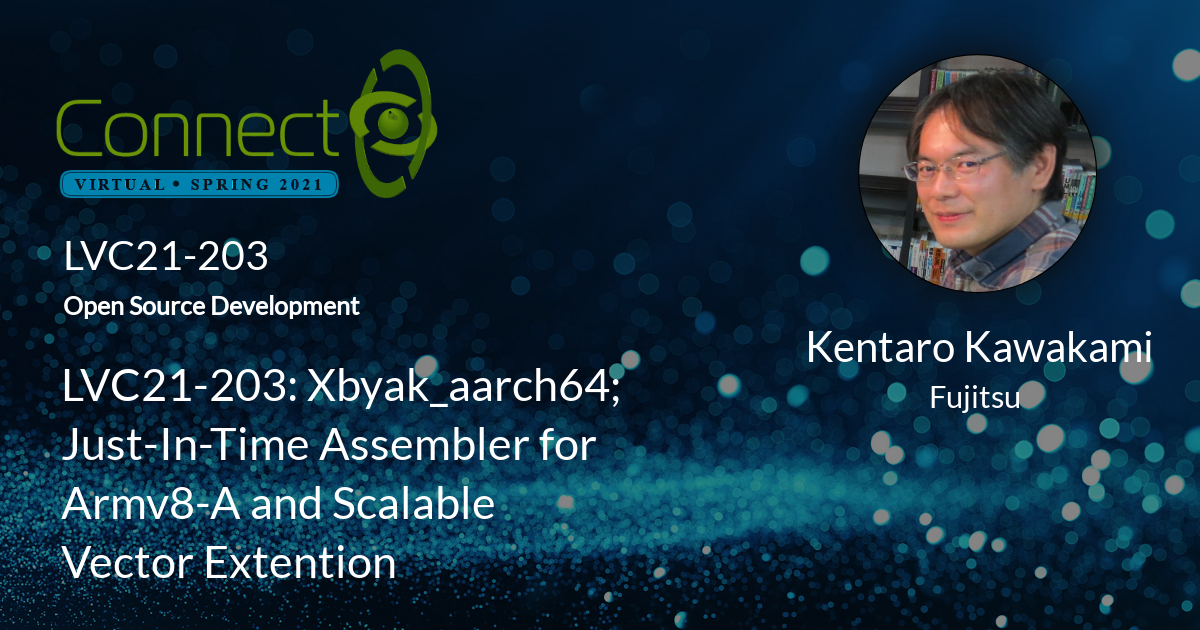 Connect
VIRTUAL • SPRING 2021
LVC21-203
Open Source Development
LVC21-203: Xbyak_aarch64;
Just-In-Time Assembler for
Armv8-A and Scalable
Vector Extention
Kentaro Kawakami
Fujitsu